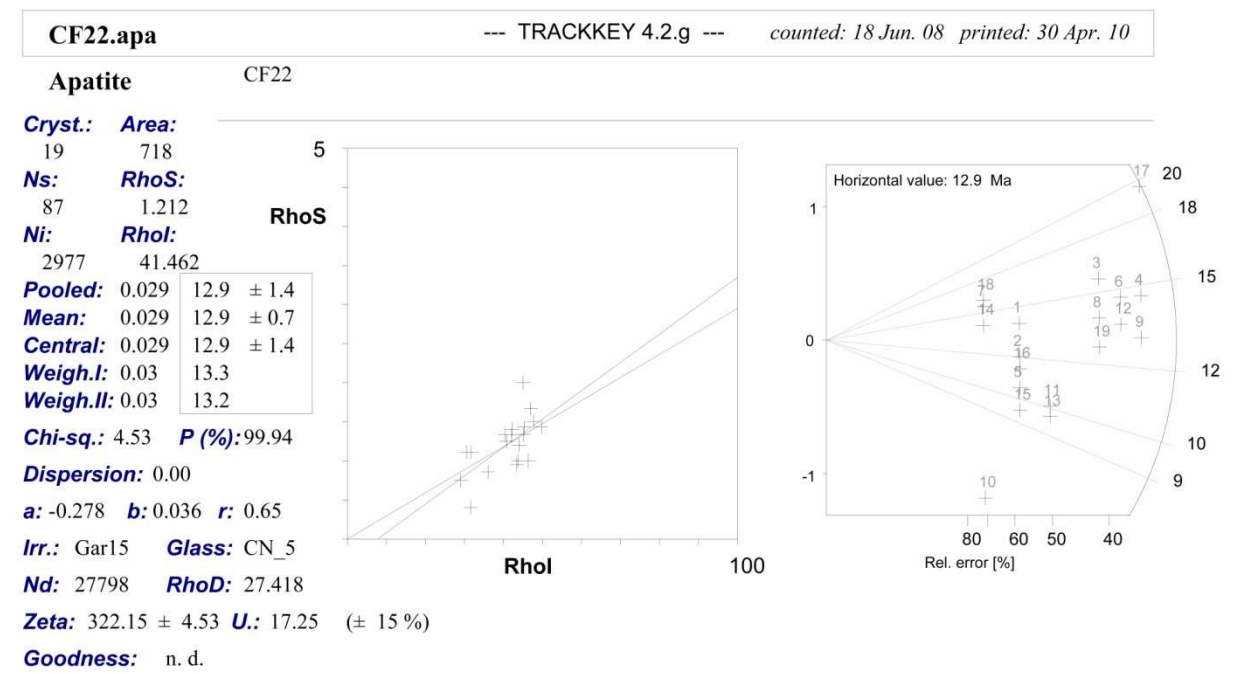 CF22.apa --- TRACKKEY 4.2.g --- counted: 18 Jun. 08 printed: 30 Apr. 10
Apatite CF22
Cryst.: Area:
19 718
Ns: RhoS:
87 1.212
Ni: RhoI:
2977 41.462
Pooled: 0.029 12.9 ± 1.4
Mean: 0.029 12.9 ± 0.7
Central: 0.029 12.9 ± 1.4
Weigh.I: 0.03 13.3
Weigh.II: 0.03 13.2
Chi-sq.: 4.53 P (%): 99.94
Dispersion: 0.00
a: -0.278 b: 0.036 r: 0.65
Irr.: Gar15 Glass: CN_5
Nd: 27798 RhoD: 27.418
Zeta: 322.15 ± 4.53 U.: 17.25 (± 15 %)
Goodness: n. d.
5
RhoS
RhoI
100
Horizontal value: 12.9 Ma
17 20
1
18
3
18
6 4
15
7
8
14
1
12
19
9
0
2
16
12
5
15
11
13
10
9
-1
10
80 60 50 40
Rel. error [%]